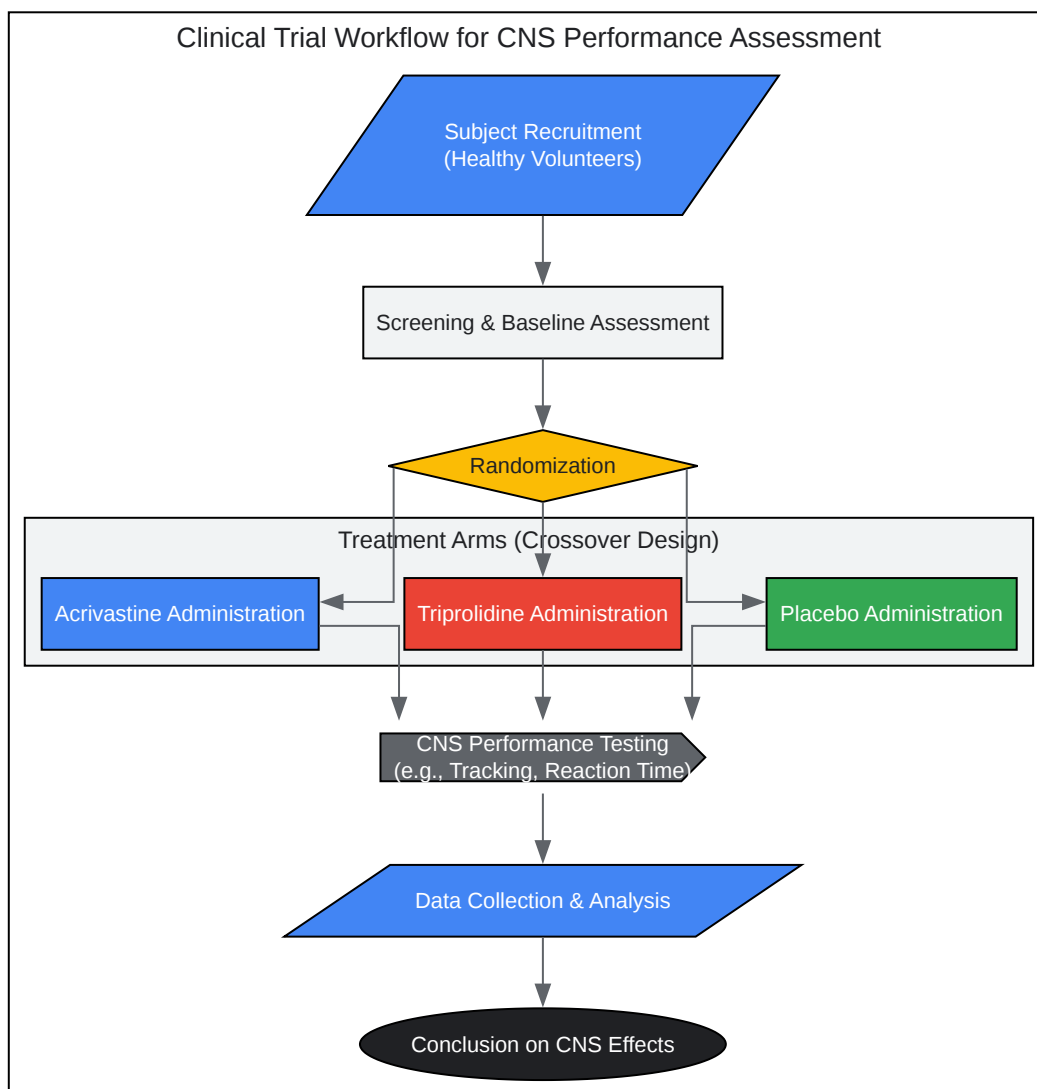 Clinical Trial Workflow for CNS Performance Assessment
Subject Recruitment
(Healthy Volunteers)
Screening & Baseline Assessment
Randomization
Treatment Arms (Crossover Design)
Acrivastine Administration
Triprolidine Administration
Placebo Administration
CNS Performance Testing
(e.g., Tracking, Reaction Time)
Data Collection & Analysis
Conclusion on CNS Effects